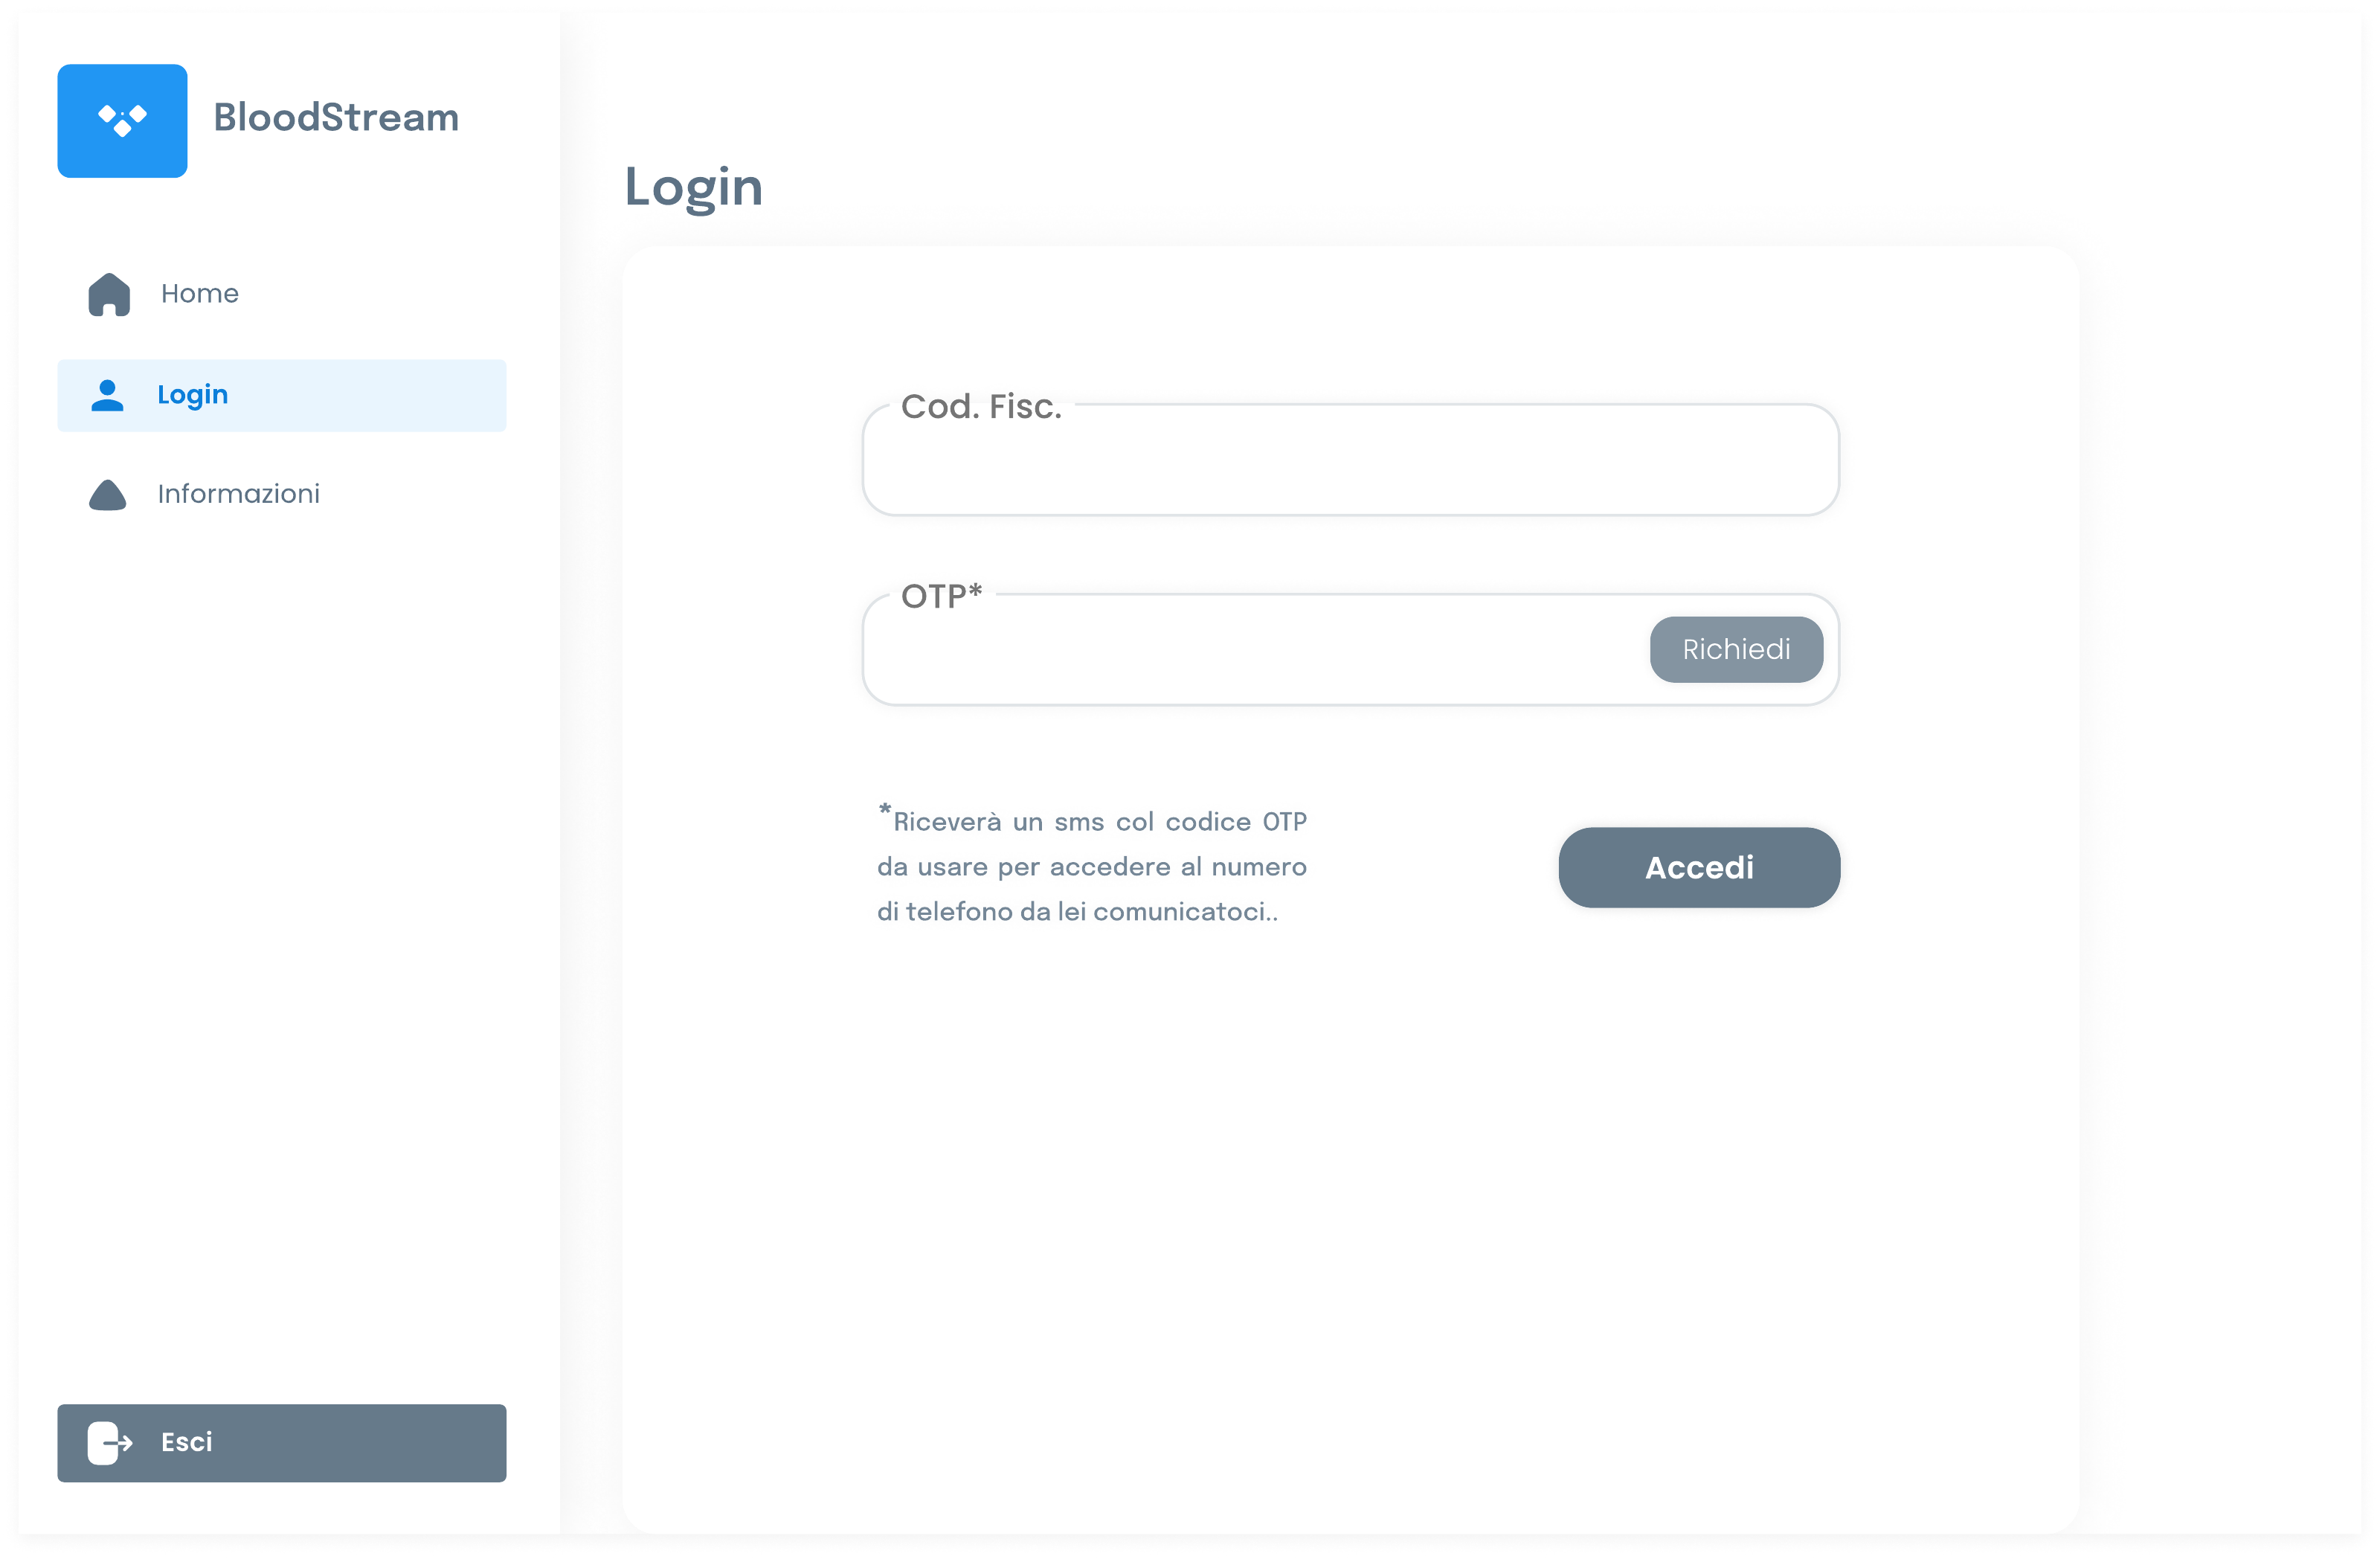 BloodStream
Home
Login
Informazioni
Esci
Login
Cod. Fisc.
OTP*
Richiedi
*Riceverà un sms col codice OTP
da usare per accedere al numero
di telefono da lei comunicatoci..
Accedi